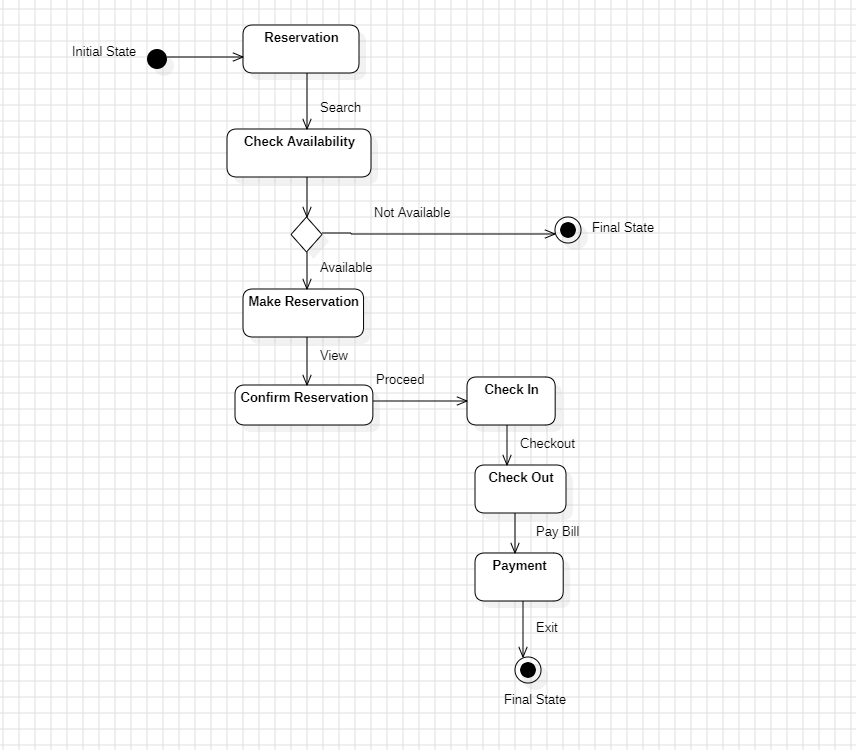 Initial State
Reservation
Search
Check Availability
Not Available
Final State
Available
Make Reservation
View
Proceed
Confirm Reservation
Check In
Checkout
Check Out
Pay Bill
Payment
Exit
Final State